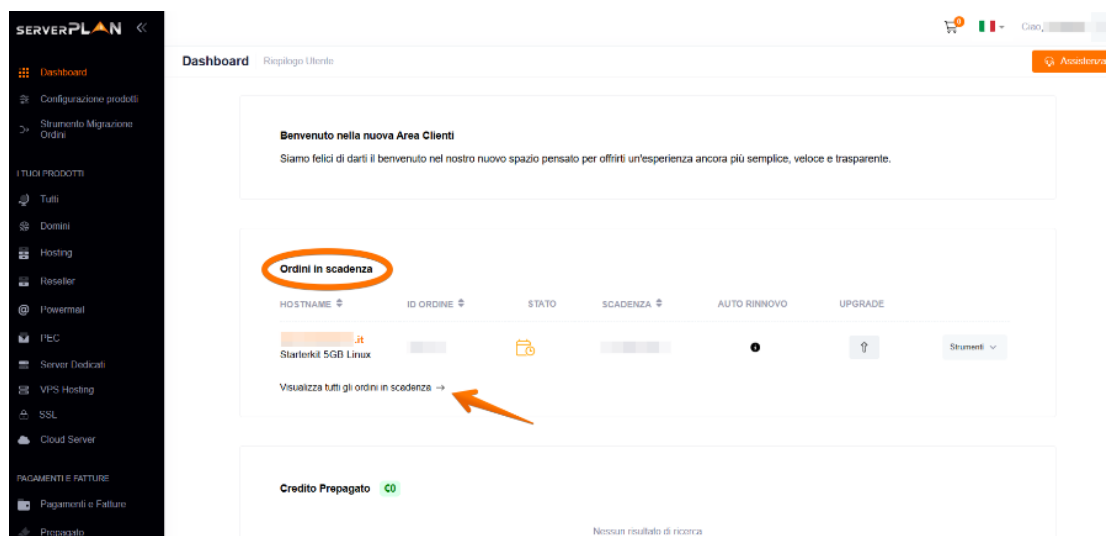 SERVERPLAN
0
Ciao,
Dashboard
Riepilogo Utente
Assistenza
Dashboard
Configurazione prodotti
Strumento Migrazione
Ordini
I TUOI PRODOTTI
Tutti
Domini
Hosting
Reseller
@ Powermail
PEC
Server Dedicati
VPS Hosting
SSL
Cloud Server
PAGAMENTI E FATTURE
Pagamenti e Fatture
Prepagato
Benvenuto nella nuova Area Clienti
Siamo felici di darti il benvenuto nel nostro nuovo spazio pensato per offrirti un'esperienza ancora più semplice, veloce e trasparente.
Ordini in scadenza
HOSTNAME ID ORDINE STATO SCADENZA AUTO RINNOVO UPGRADE
.it
Starterkit 5GB Linux
Strumenti
Visualizza tutti gli ordini in scadenza →
Credito Prepagato €0
Nessun risultato di ricerca